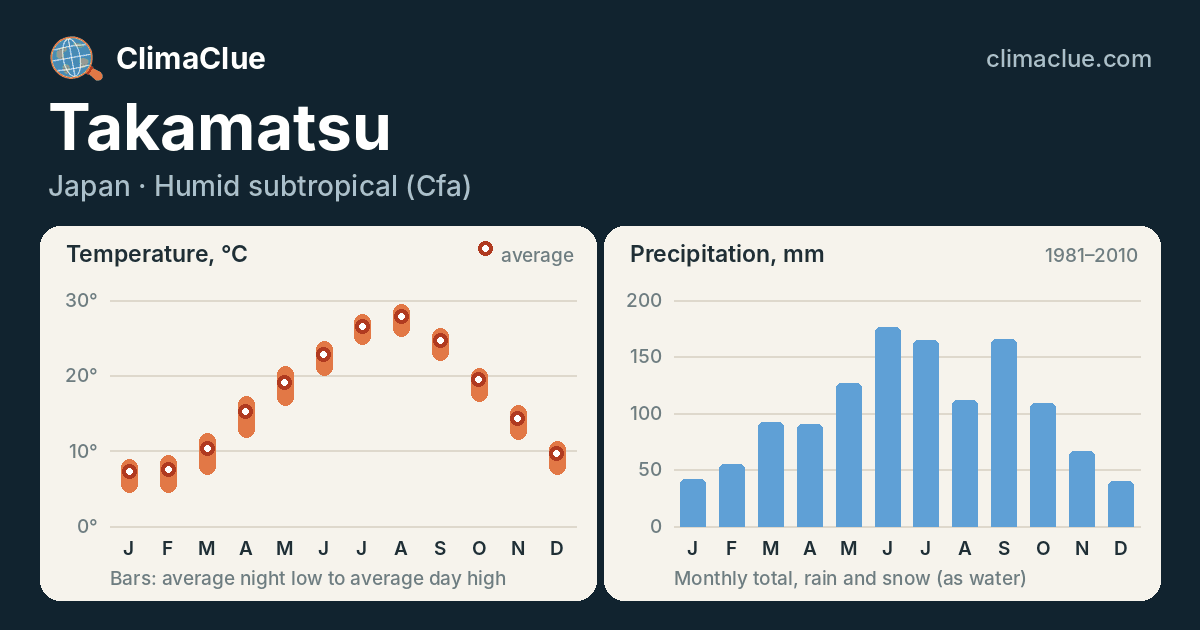 ClimaClue
climaclue.com
Takamatsu
Japan · Humid subtropical (Cfa)
Temperature, °C
average
30°
20°
10°
0°
J F M A M J J A S O N D
Bars: average night low to average day high
Precipitation, mm
1981–2010
200
150
100
50
0
J F M A M J J A S O N D
Monthly total, rain and snow (as water)